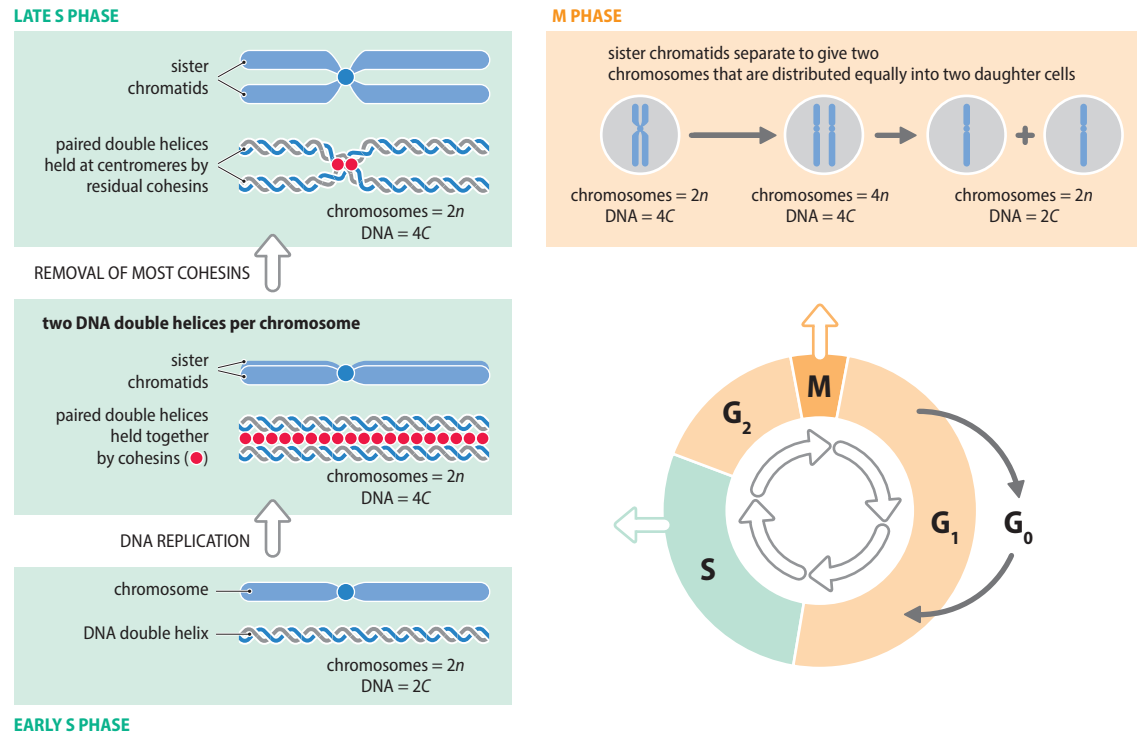 LATE S PHASE
sister
chromatids
paired double helices
held at centromeres by
residual cohesins
chromosomes = 2n
DNA = 4C
REMOVAL OF MOST COHESINS
two DNA double helices per chromosome
sister
chromatids
paired double helices
held together
by cohesins ( )
chromosomes = 2n
DNA = 4C
DNA REPLICATION
chromosome
DNA double helix
chromosomes = 2n
DNA = 2C
EARLY S PHASE
M PHASE
sister chromatids separate to give two
chromosomes that are distributed equally into two daughter cells
+
chromosomes = 2n
DNA = 4C
chromosomes = 4n
DNA = 4C
chromosomes = 2n
DNA = 2C
M
G2
G1
G0
S